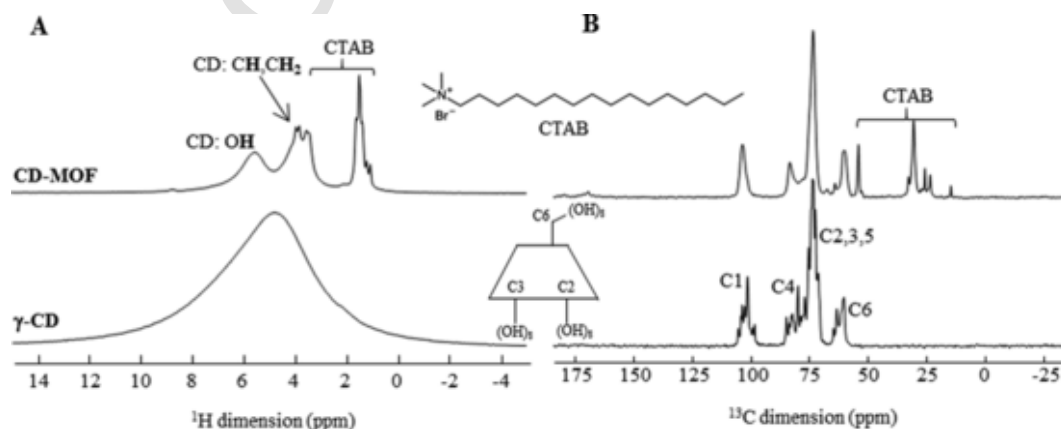 A
CTAB
CD: CH,CH₂
CD: OH
CD-MOF
γ-CD
14 12 10 8 6 4 2 0 -2 -4
¹H dimension (ppm)
N⁺
Br⁻
CTAB
C6 (OH)₈
C3 C2
(OH)₈ (OH)₈
B
CTAB
C2,3,5
C1
C4
C6
175 150 125 100 75 50 25 0 -25
¹³C dimension (ppm)